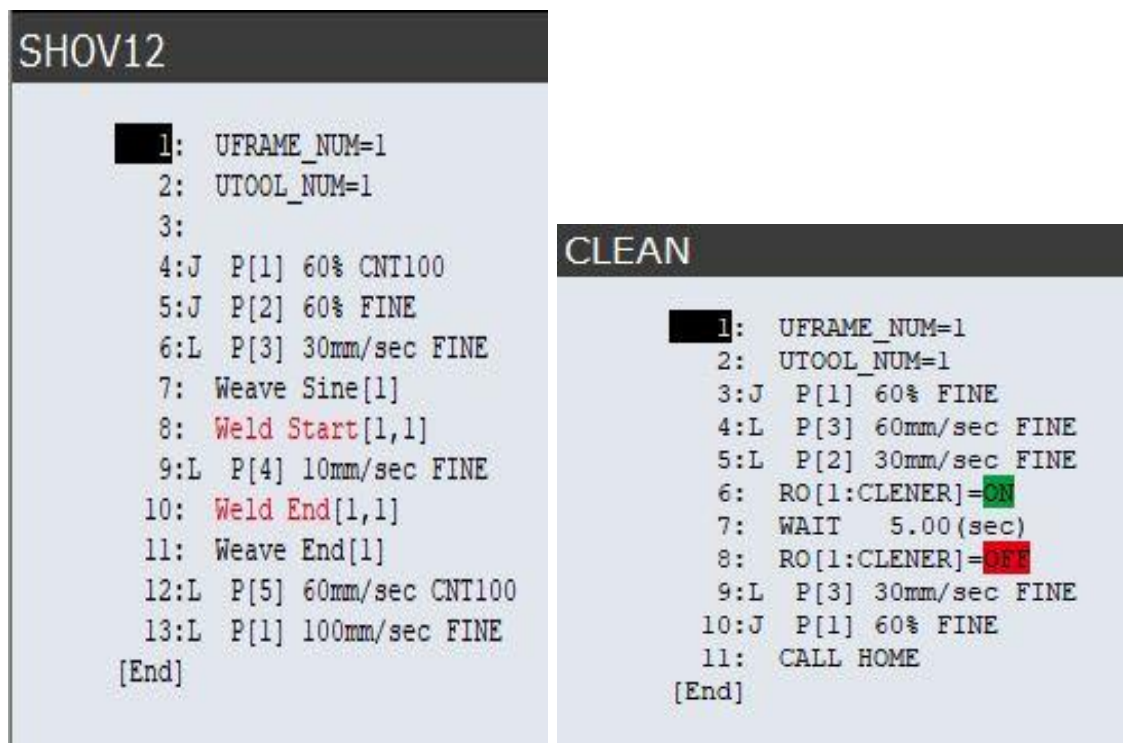 SHOV12
1: UFRAME_NUM=1
2: UTOOL_NUM=1
3:
4:J P[1] 60% CNT100
5:J P[2] 60% FINE
6:L P[3] 30mm/sec FINE
7: Weave Sine[1]
8: Weld Start[1,1]
9:L P[4] 10mm/sec FINE
10: Weld End[1,1]
11: Weave End[1]
12:L P[5] 60mm/sec CNT100
13:L P[1] 100mm/sec FINE
[End]
CLEAN
1: UFRAME_NUM=1
2: UTOOL_NUM=1
3:J P[1] 60% FINE
4:L P[3] 60mm/sec FINE
5:L P[2] 30mm/sec FINE
6: RO[1:CLENER]=ON
7: WAIT 5.00(sec)
8: RO[1:CLENER]=OFF
9:L P[3] 30mm/sec FINE
10:J P[1] 60% FINE
11: CALL HOME
[End]